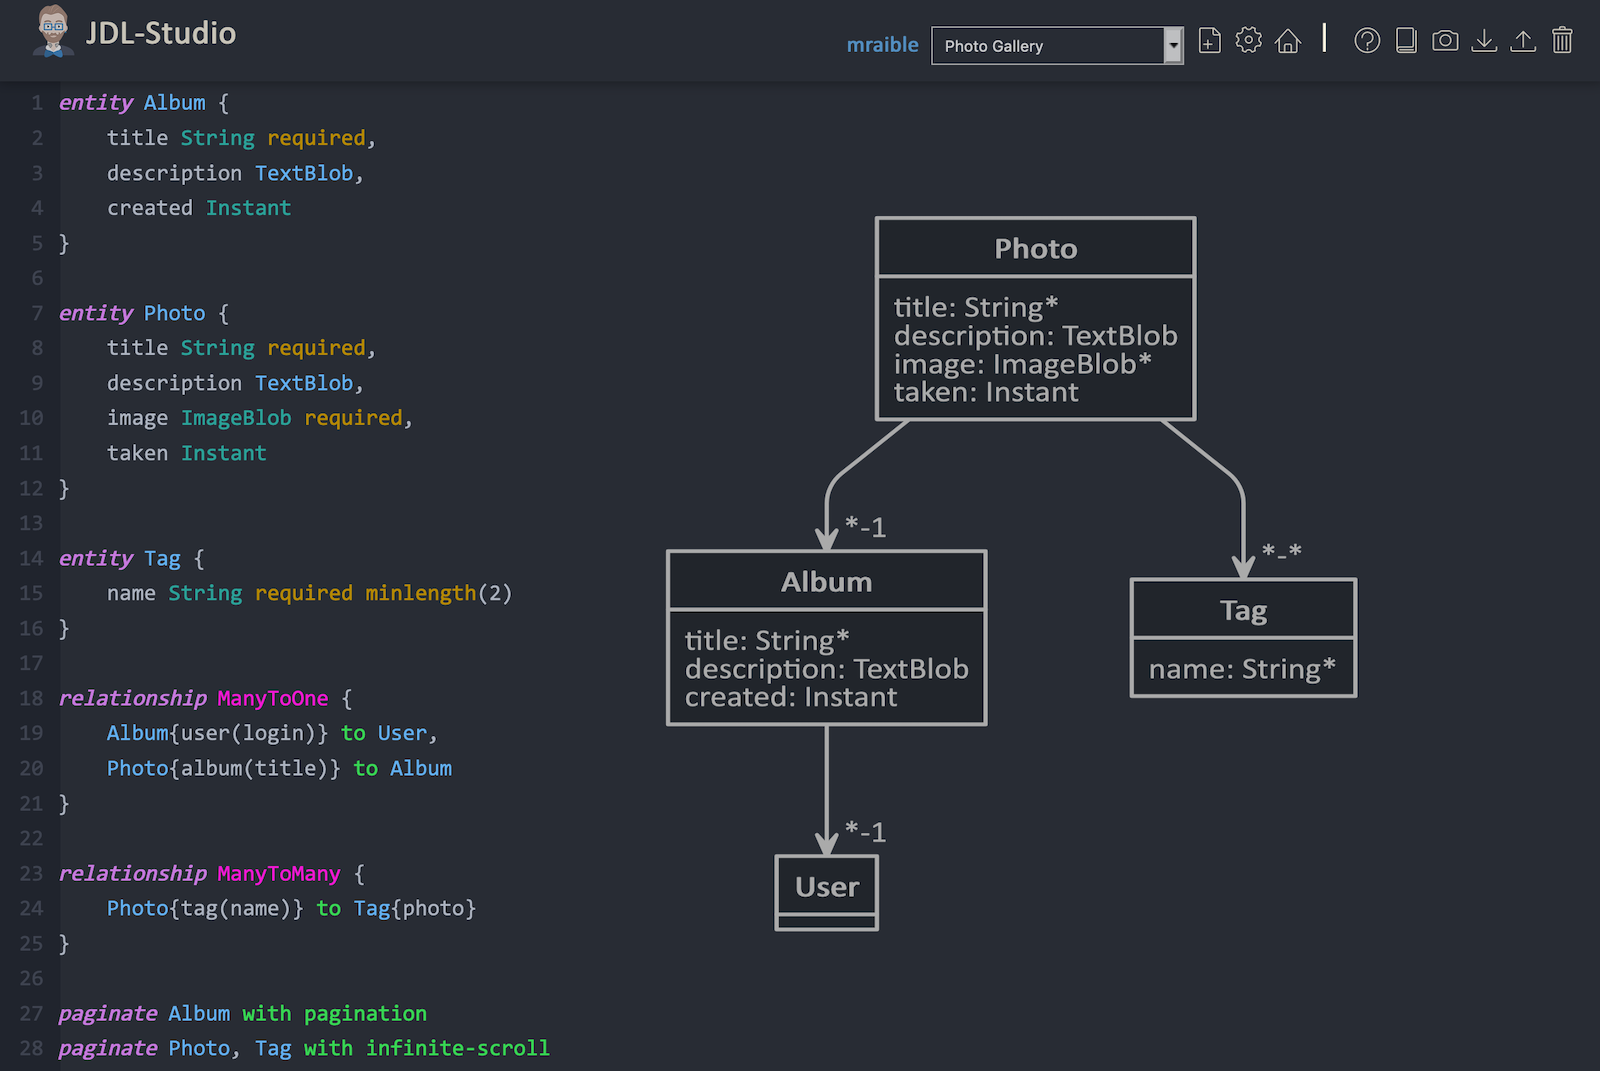 JDL-Studio
mraible
Photo Gallery
1 entity Album {
2     title String required,
3     description TextBlob,
4     created Instant
5 }
6
7 entity Photo {
8     title String required,
9     description TextBlob,
10     image ImageBlob required,
11     taken Instant
12 }
13
14 entity Tag {
15     name String required minlength(2)
16 }
17
18 relationship ManyToOne {
19     Album{user(login)} to User,
20     Photo{album(title)} to Album
21 }
22
23 relationship ManyToMany {
24     Photo{tag(name)} to Tag{photo}
25 }
26
27 paginate Album with pagination
28 paginate Photo, Tag with infinite-scroll
Photo
title: String*
description: TextBlob
image: ImageBlob*
taken: Instant
*-1
*-*
Album
title: String*
description: TextBlob
created: Instant
Tag
name: String*
*-1
User